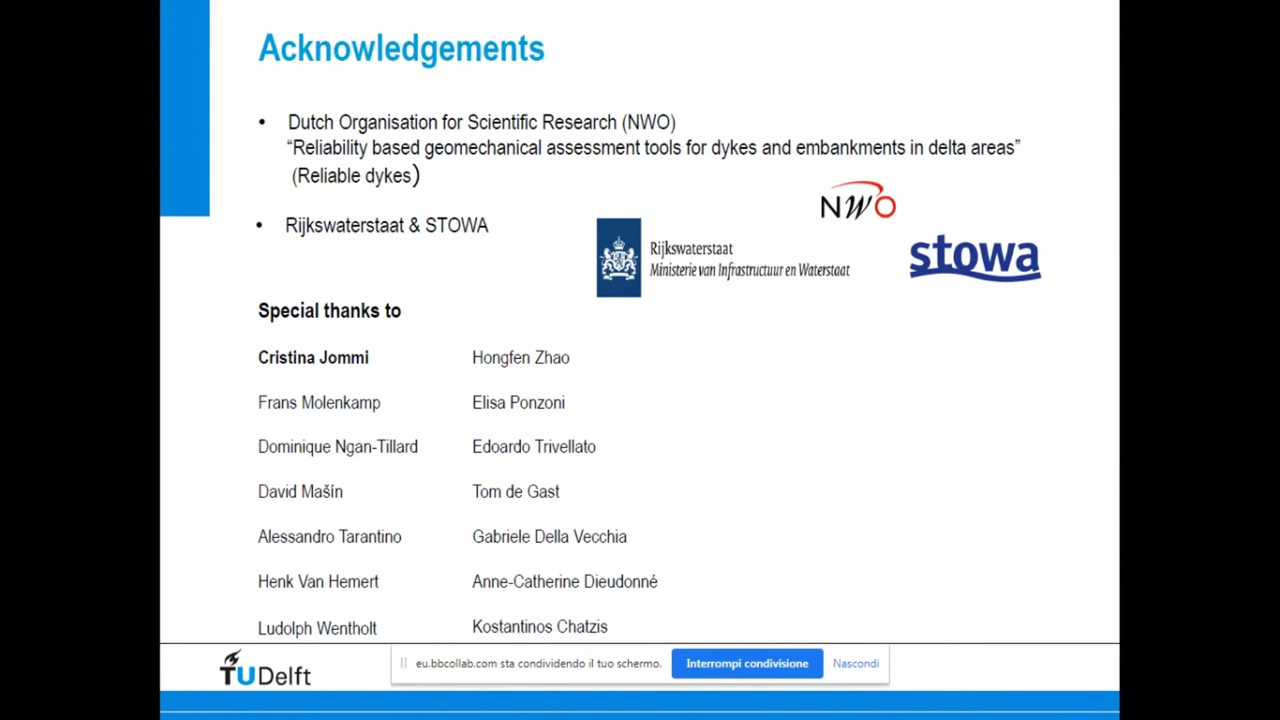 Acknowledgements
• Dutch Organisation for Scientific Research (NWO)
“Reliability based geomechanical assessment tools for dykes and embankments in delta areas”
(Reliable dykes)
NWO
• Rijkswaterstaat & STOWA
Rijkswaterstaat
Ministerie van Infrastructuur en Waterstaat
stowa
Special thanks to
Cristina Jommi
Hongfen Zhao
Frans Molenkamp
Elisa Ponzoni
Dominique Ngan-Tillard
Edoardo Trivellato
David Mašín
Tom de Gast
Alessandro Tarantino
Gabriele Della Vecchia
Henk Van Hemert
Anne-Catherine Dieudonné
Ludolph Wentholt
Kostantinos Chatzis
TUDelft
eu.bbcollab.com sta condividendo il tuo schermo.
Interrompi condivisione
Nascondi